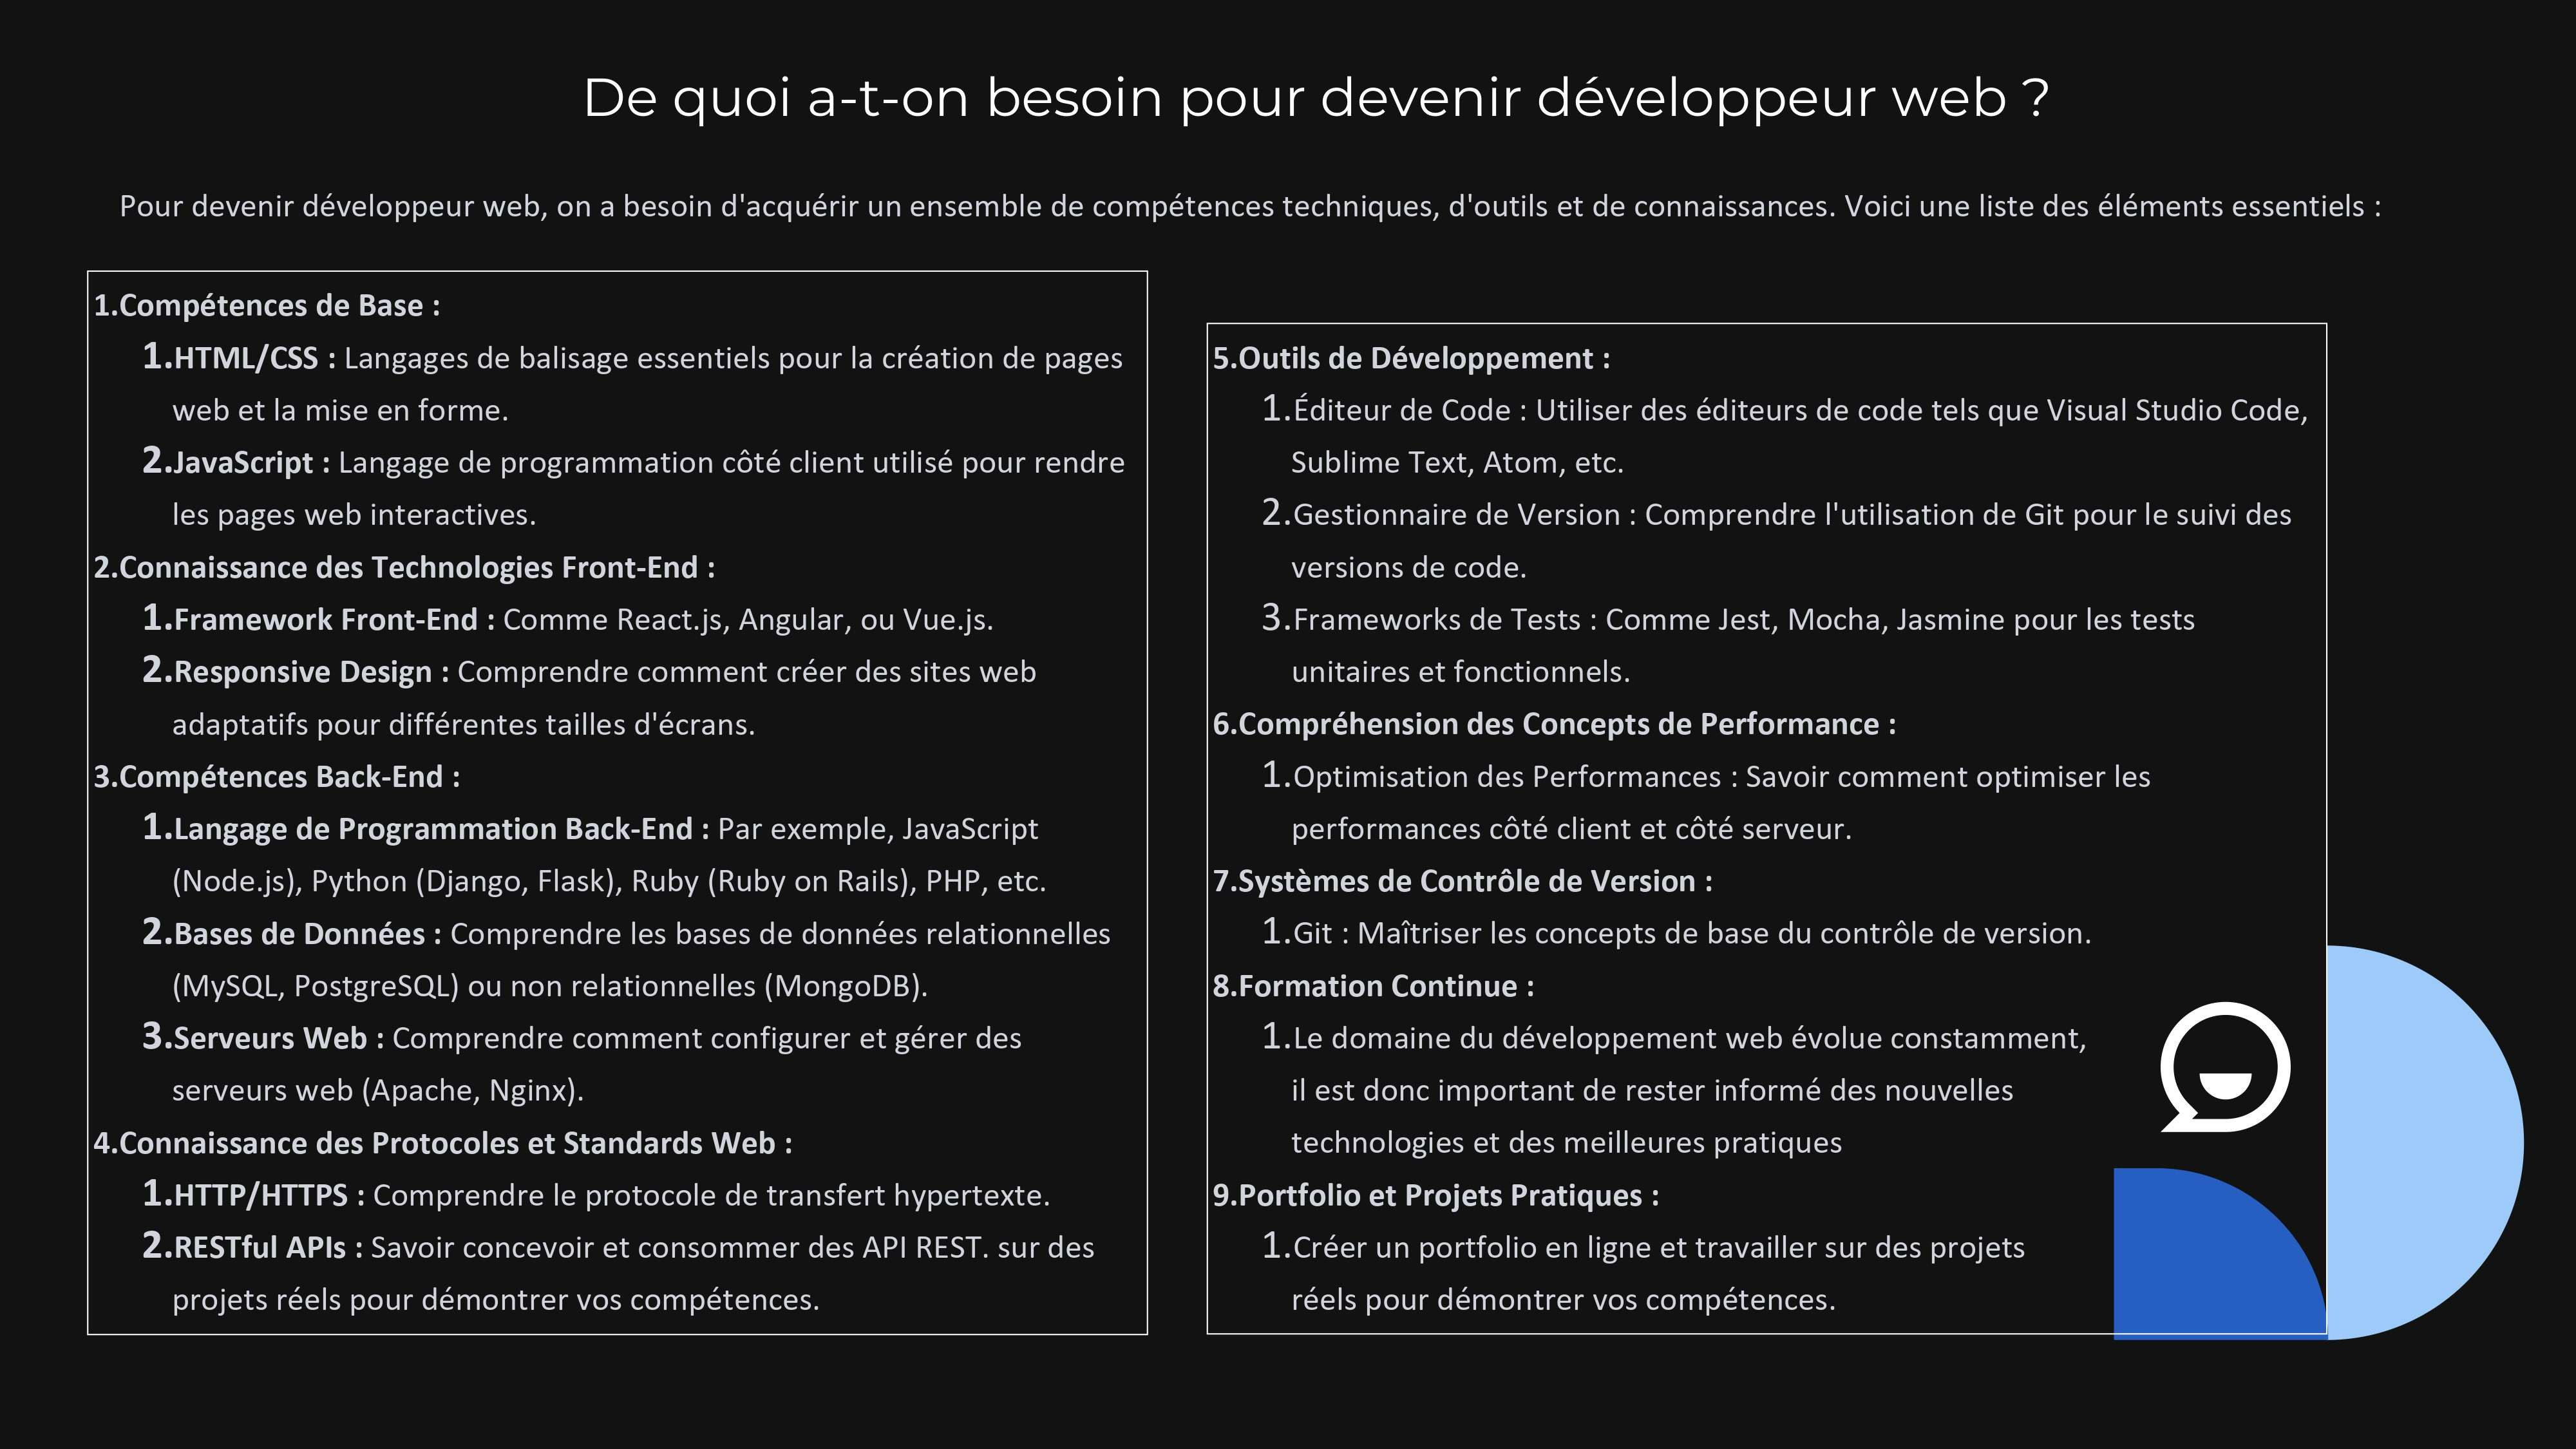 De quoi a-t-on besoin pour devenir développeur web ?
Pour devenir développeur web, on a besoin d'acquérir un ensemble de compétences techniques, d'outils et de connaissances. Voici une liste des éléments essentiels :
1.Compétences de Base :
1.HTML/CSS : Langages de balisage essentiels pour la création de pages
web et la mise en forme.
2.JavaScript : Langage de programmation côté client utilisé pour rendre
les pages web interactives.
2.Connaissance des Technologies Front-End :
1.Framework Front-End : Comme React.js, Angular, ou Vue.js.
2.Responsive Design : Comprendre comment créer des sites web
adaptatifs pour différentes tailles d'écrans.
3.Compétences Back-End :
1.Langage de Programmation Back-End : Par exemple, JavaScript
(Node.js), Python (Django, Flask), Ruby (Ruby on Rails), PHP, etc.
2.Bases de Données : Comprendre les bases de données relationnelles
(MySQL, PostgreSQL) ou non relationnelles (MongoDB).
3.Serveurs Web : Comprendre comment configurer et gérer des
serveurs web (Apache, Nginx).
4.Connaissance des Protocoles et Standards Web :
1.HTTP/HTTPS : Comprendre le protocole de transfert hypertexte.
2.RESTful APIs : Savoir concevoir et consommer des API REST. sur des
projets réels pour démontrer vos compétences.
5.Outils de Développement :
1.Éditeur de Code : Utiliser des éditeurs de code tels que Visual Studio Code,
Sublime Text, Atom, etc.
2.Gestionnaire de Version : Comprendre l'utilisation de Git pour le suivi des
versions de code.
3.Frameworks de Tests : Comme Jest, Mocha, Jasmine pour les tests
unitaires et fonctionnels.
6.Compréhension des Concepts de Performance :
1.Optimisation des Performances : Savoir comment optimiser les
performances côté client et côté serveur.
7.Systèmes de Contrôle de Version :
1.Git : Maîtriser les concepts de base du contrôle de version.
8.Formation Continue :
1.Le domaine du développement web évolue constamment,
il est donc important de rester informé des nouvelles
technologies et des meilleures pratiques
9.Portfolio et Projets Pratiques :
1.Créer un portfolio en ligne et travailler sur des projets
réels pour démontrer vos compétences.